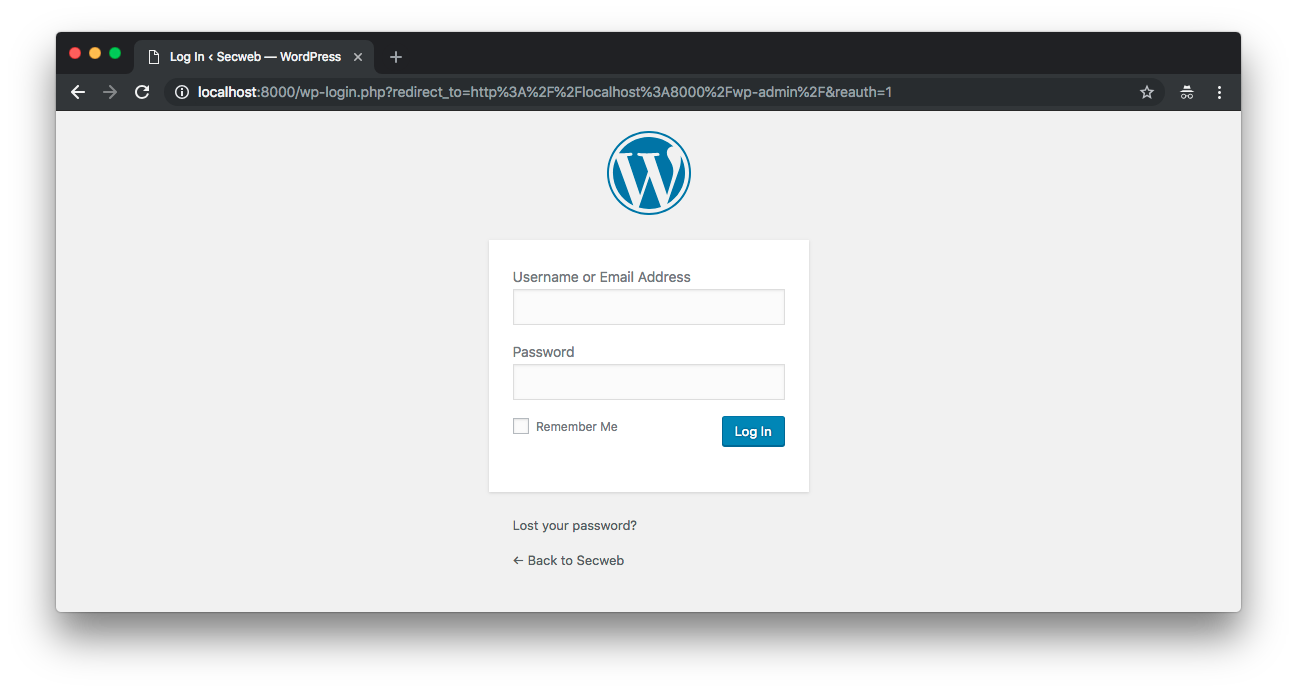 Log In ‹ Secweb — WordPress
localhost:8000/wp-login.php?redirect_to=http%3A%2F%2Flocalhost%3A8000%2Fwp-admin%2F&reauth=1
Username or Email Address
Password
Remember Me
Log In
Lost your password?
← Back to Secweb